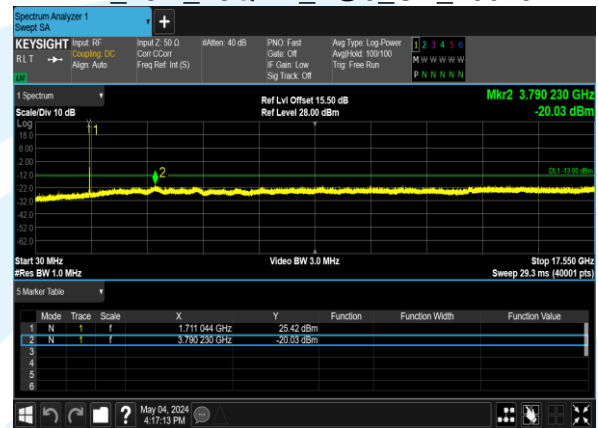 Spectrum Analyzer 1
Swept SA
+
KEYSIGHT Input: RF Input Z: 50 Ω #Atten: 40 dB PNO: Fast Avg Type: Log-Power 1 2 3 4 5 6
RLT Coupling: DC Corr CCorr Gate: Off Avg|Hold: 100/100 M W W W W W
Align: Auto Freq Ref: Int (S) IF Gain: Low Trig: Free Run
Sig Track: Off P N N N N N
LXI
1 Spectrum Ref Lvl Offset 15.50 dB Mkr2 3.790 230 GHz
Scale/Div 10 dB Ref Level 28.00 dBm -20.03 dBm
Log
1
18.0
8.00
-2.00
2
DL1 -13.00 dBm
-12.0
-22.0
-32.0
-42.0
-52.0
-62.0
Start 30 MHz Video BW 3.0 MHz Stop 17.550 GHz
#Res BW 1.0 MHz Sweep 29.3 ms (40001 pts)
5 Marker Table
Mode Trace Scale X Y Function Function Width Function Value
1 N 1 f 1.711 044 GHz 25.42 dBm
2 N 1 f 3.790 230 GHz -20.03 dBm
3
4
5
6
? May 04, 2024
4:17:13 PM